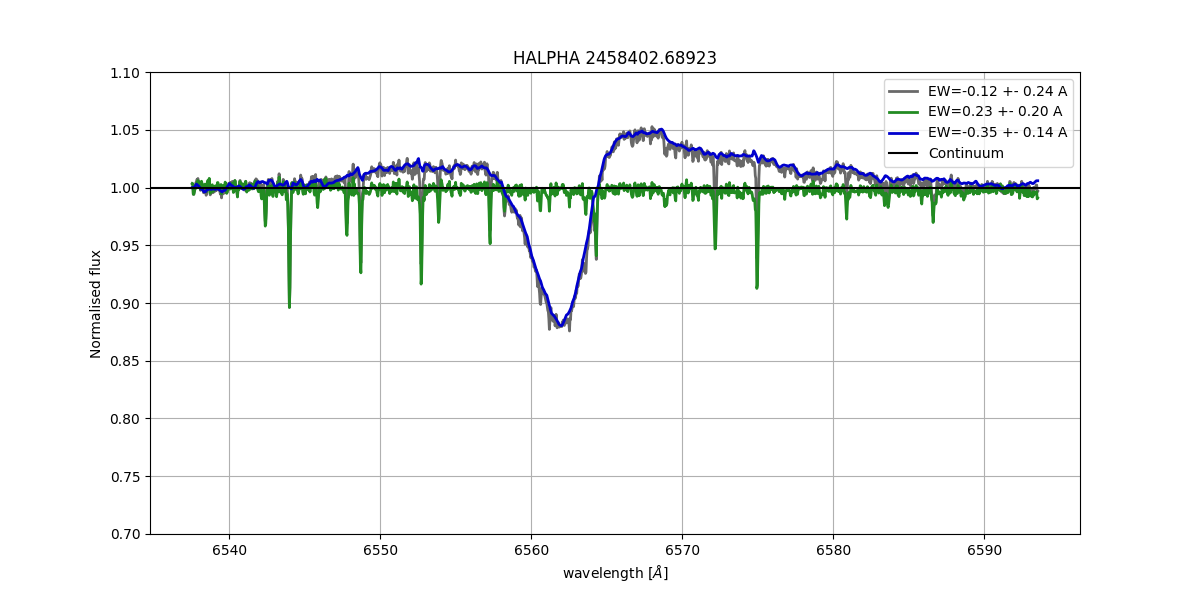 HALPHA 2458402.68923
EW=-0.12 +- 0.24 A
EW=0.23 +- 0.20 A
EW=-0.35 +- 0.14 A
Continuum
Normalised flux
1.10
1.05
1.00
0.95
0.90
0.85
0.80
0.75
0.70
6540 6550 6560 6570 6580 6590
wavelength [Å]